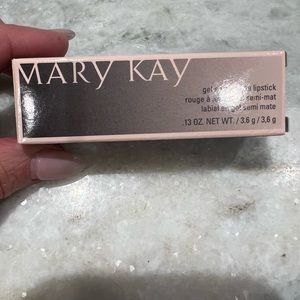 MARY KAY
gel lipstick
rouge à semi-mat
labial en gel semi mate
.13 OZ. NET WT. / 3.6 g / 3,6 g